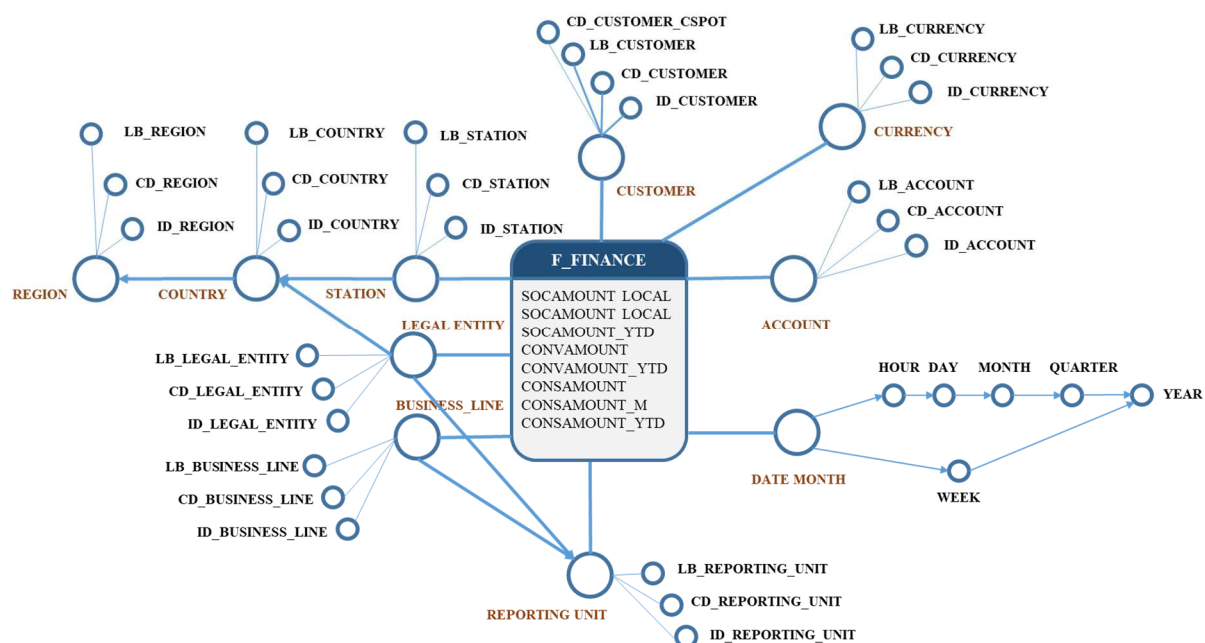 CD_CUSTOMER_CSPOT
LB_CUSTOMER
CD_CUSTOMER
ID_CUSTOMER
CUSTOMER
LB_CURRENCY
CD_CURRENCY
ID_CURRENCY
CURRENCY
LB_REGION
CD_REGION
ID_REGION
REGION
LB_COUNTRY
CD_COUNTRY
ID_COUNTRY
COUNTRY
LB_STATION
CD_STATION
ID_STATION
STATION
LB_ACCOUNT
CD_ACCOUNT
ID_ACCOUNT
ACCOUNT
F_FINANCE
SOCAMOUNT LOCAL
SOCAMOUNT LOCAL
SOCAMOUNT_YTD
CONVAMOUNT
CONVAMOUNT_YTD
CONSAMOUNT
CONSAMOUNT_M
CONSAMOUNT_YTD
LEGAL ENTITY
LB_LEGAL_ENTITY
CD_LEGAL_ENTITY
ID_LEGAL_ENTITY
BUSINESS_LINE
LB_BUSINESS_LINE
CD_BUSINESS_LINE
ID_BUSINESS_LINE
HOUR
DAY
MONTH
QUARTER
YEAR
WEEK
DATE MONTH
LB_REPORTING_UNIT
CD_REPORTING_UNIT
ID_REPORTING_UNIT
REPORTING UNIT